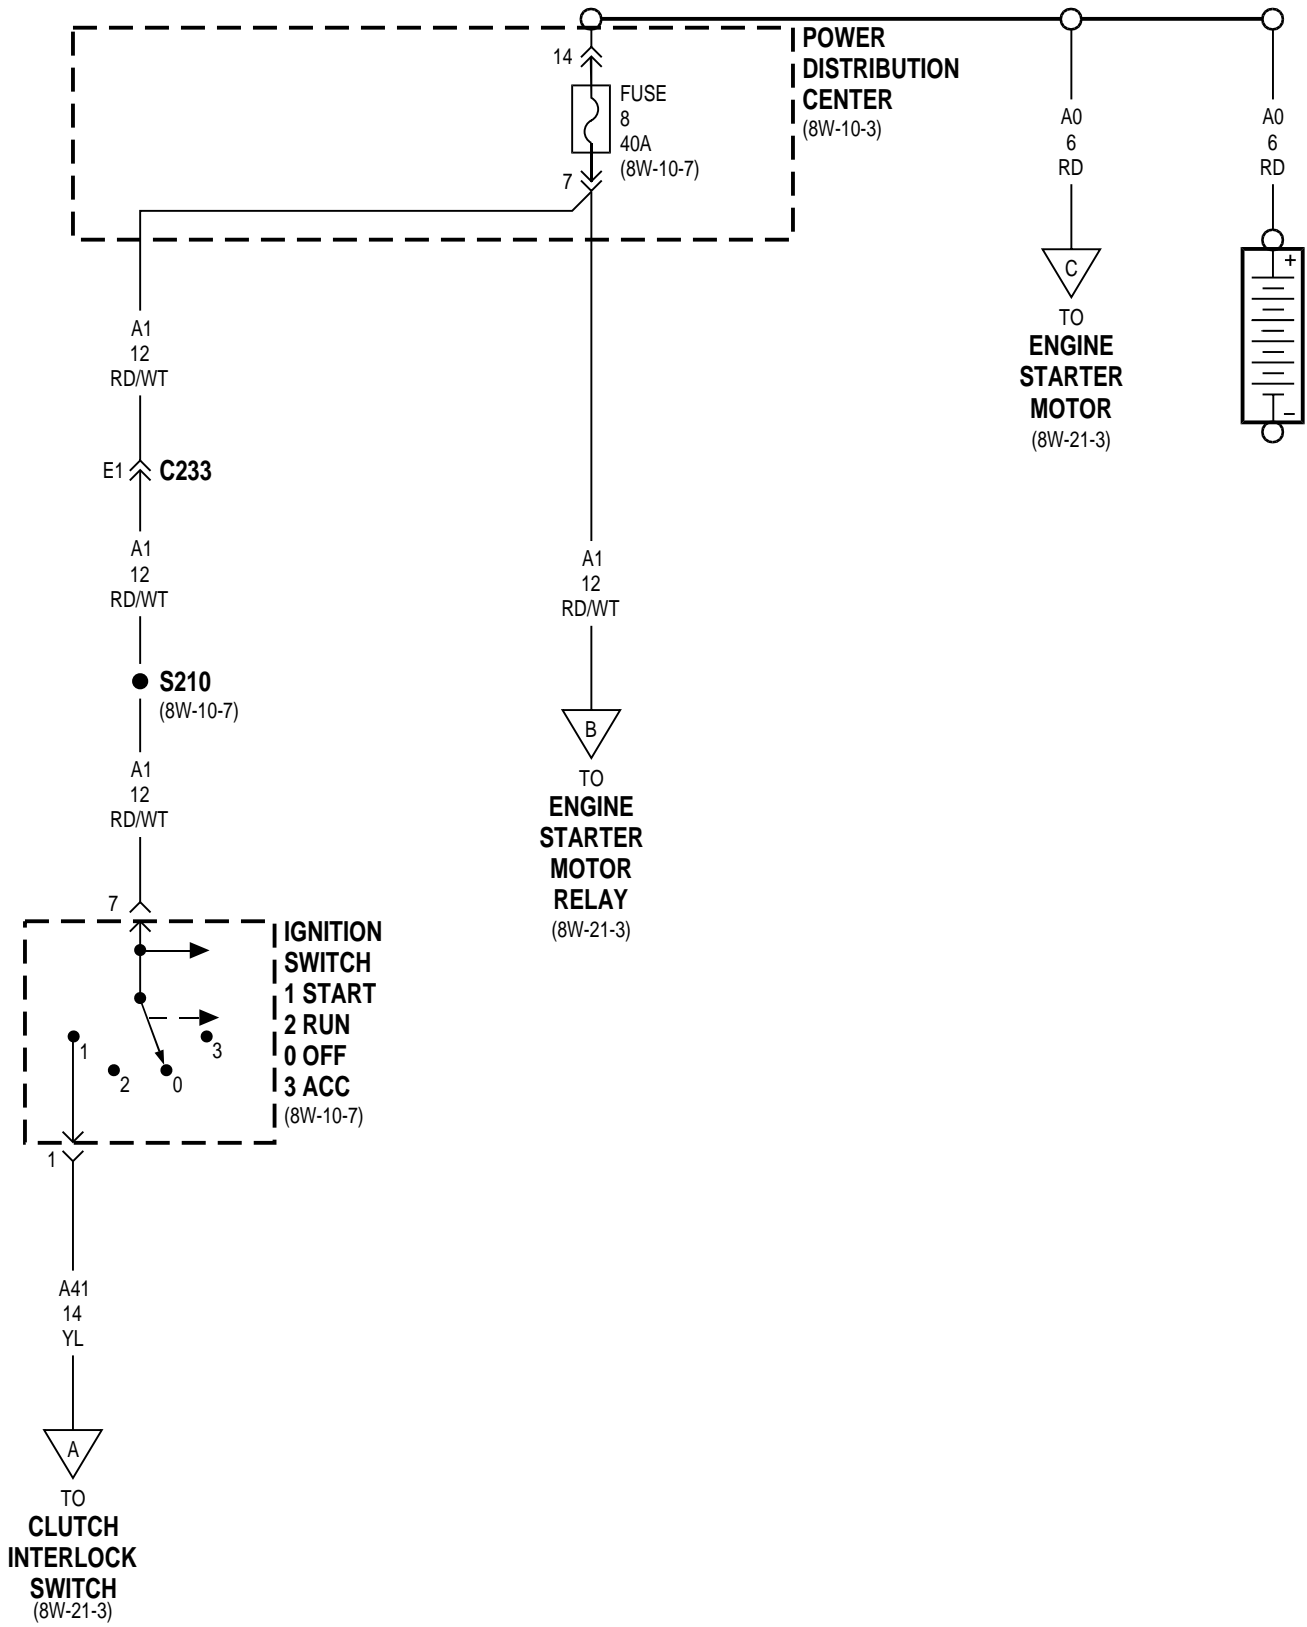 POWER
DISTRIBUTION
CENTER
(8W-10-3)
14
FUSE
8
40A
(8W-10-7)
7
A0
6
RD
A0
6
RD
C
TO
ENGINE
STARTER
MOTOR
(8W-21-3)
+
–
A1
12
RD/WT
E1
C233
A1
12
RD/WT
S210
(8W-10-7)
A1
12
RD/WT
A1
12
RD/WT
B
TO
ENGINE
STARTER
MOTOR
RELAY
(8W-21-3)
7
IGNITION
SWITCH
1 START
2 RUN
0 OFF
3 ACC
(8W-10-7)
1
2
0
3
1
A41
14
YL
A
TO
CLUTCH
INTERLOCK
SWITCH
(8W-21-3)